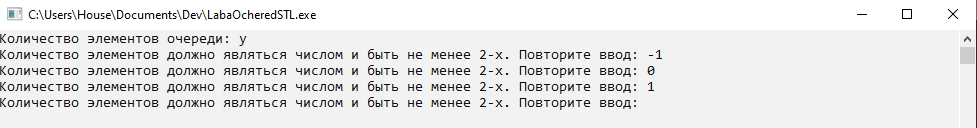 C:\Users\House\Documents\Dev\LabaOcheredSTL.exe
Количество элементов очереди: y
Количество элементов должно являться числом и быть не менее 2-х. Повторите ввод: -1
Количество элементов должно являться числом и быть не менее 2-х. Повторите ввод: 0
Количество элементов должно являться числом и быть не менее 2-х. Повторите ввод: 1
Количество элементов должно являться числом и быть не менее 2-х. Повторите ввод: